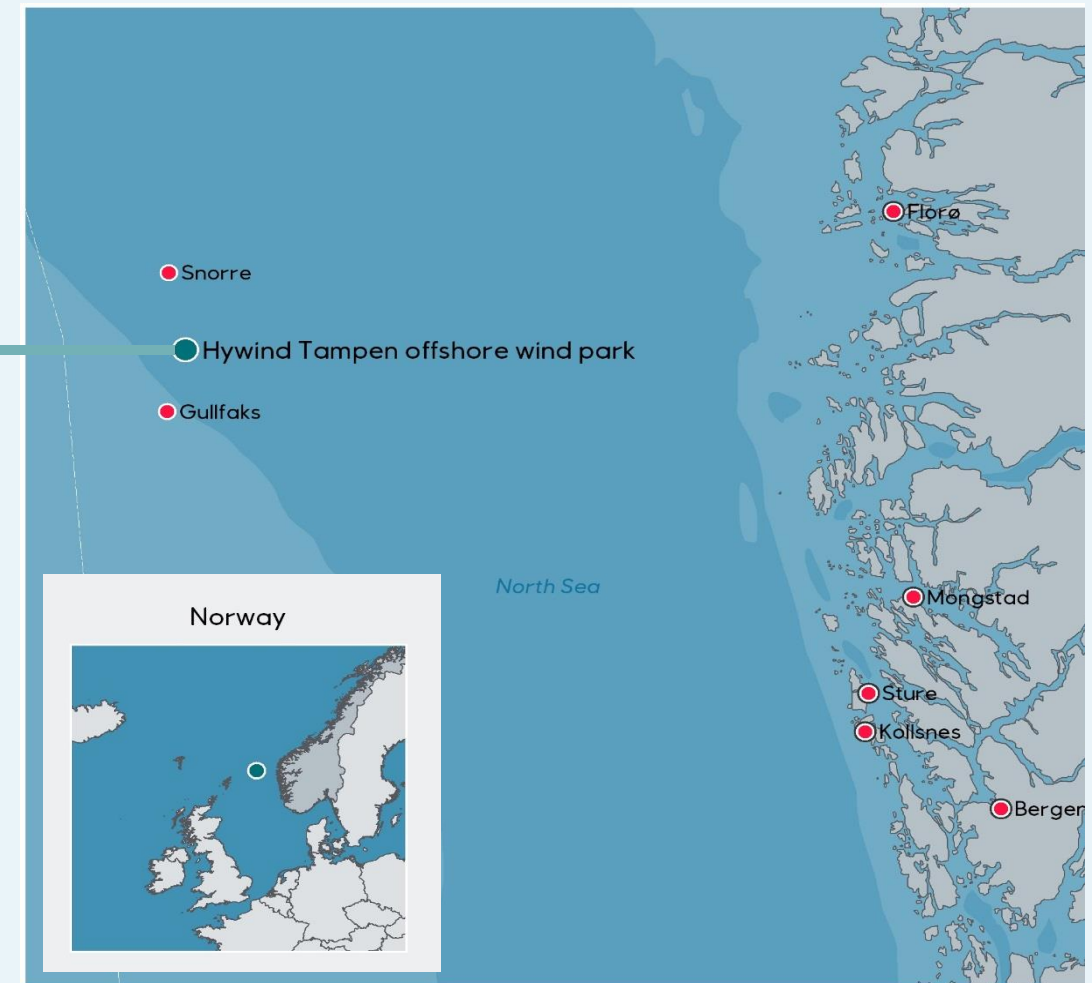 Florø
Snorre
Hywind Tampen offshore wind park
Gullfaks
North Sea
Mongstad
Norway
Sture
Kollsnes
Bergen